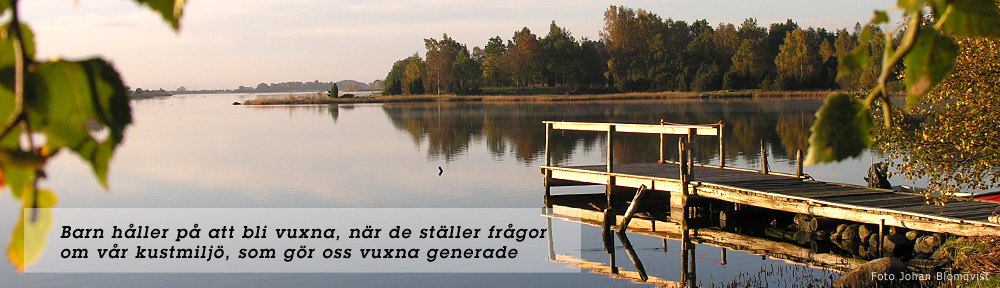 Barn håller på att bli vuxna, när de ställer frågor
om vår kustmiljö, som gör oss vuxna generade
Foto Johan Blomqvist